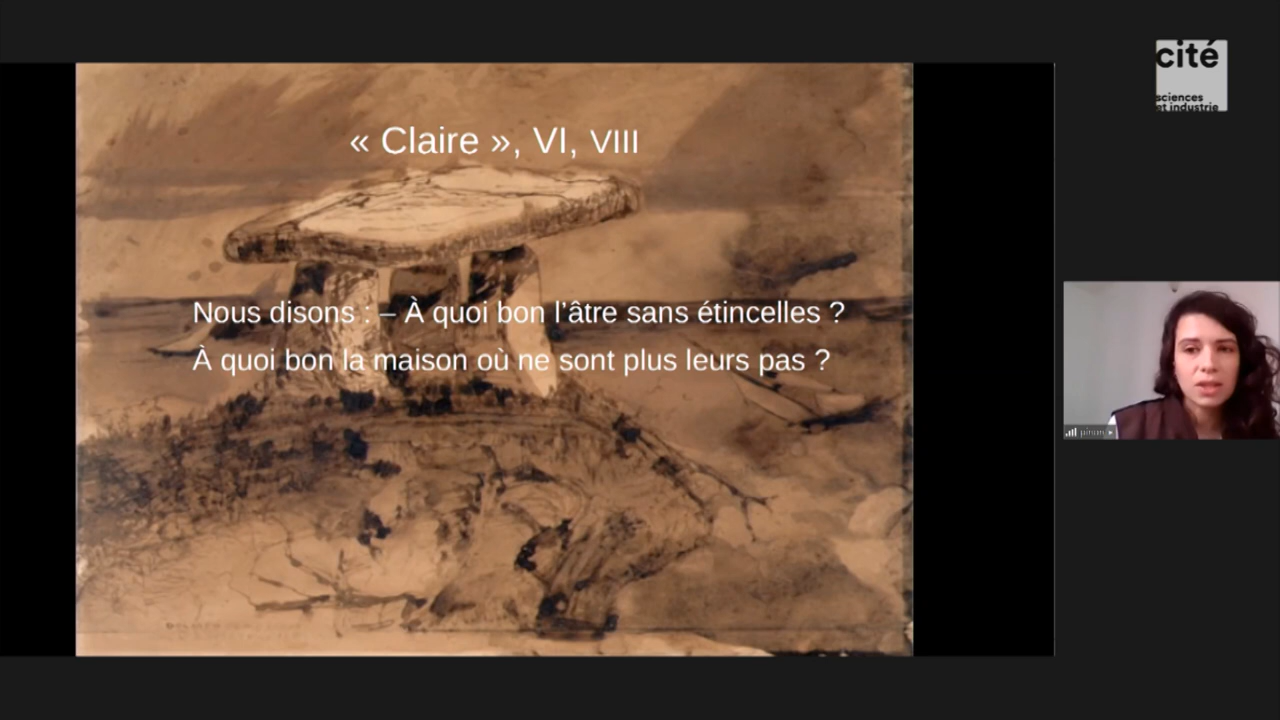 cité
sciences
et industrie
« Claire », VI, VIII
Nous disons : – À quoi bon l’âtre sans étincelles ?
À quoi bon la maison où ne sont plus leurs pas ?